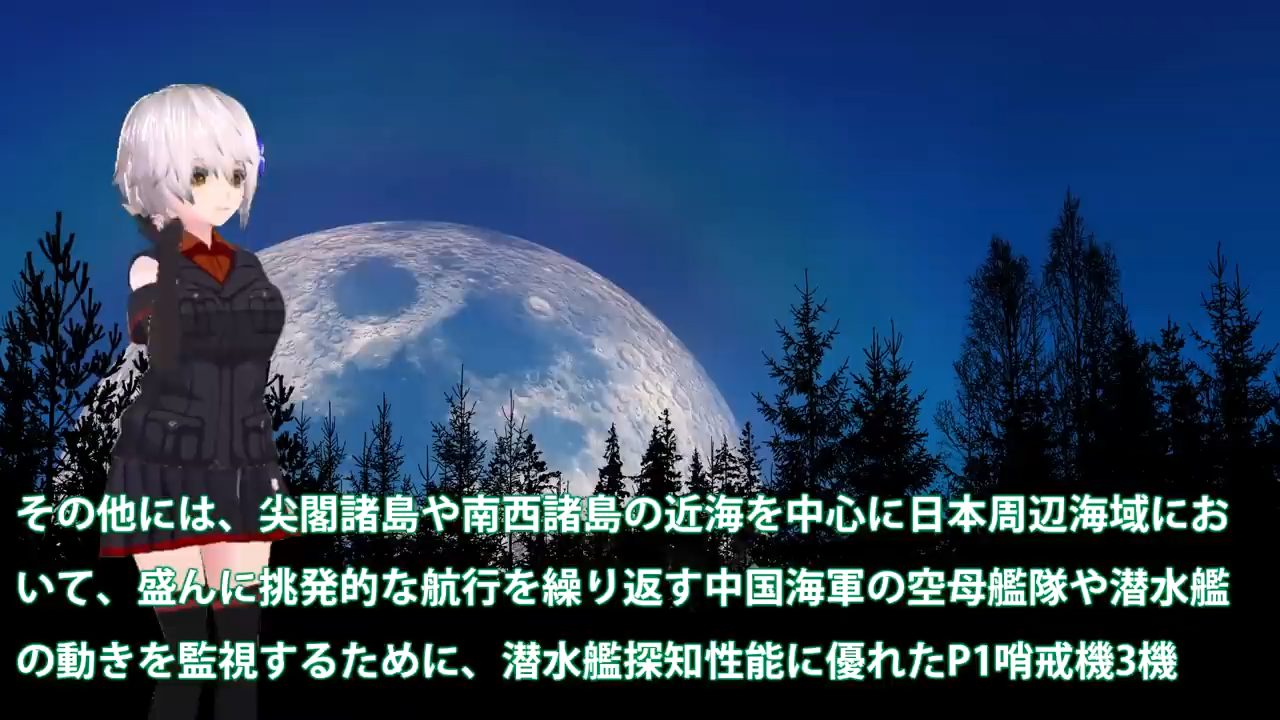 その他には、尖閣諸島や南西諸島の近海を中心に日本周辺海域にお
いて、盛んに挑発的な航行を繰り返す中国海軍の空母艦隊や潜水艦
の動きを監視するために、潜水艦探知性能に優れたP1哨戒機3機